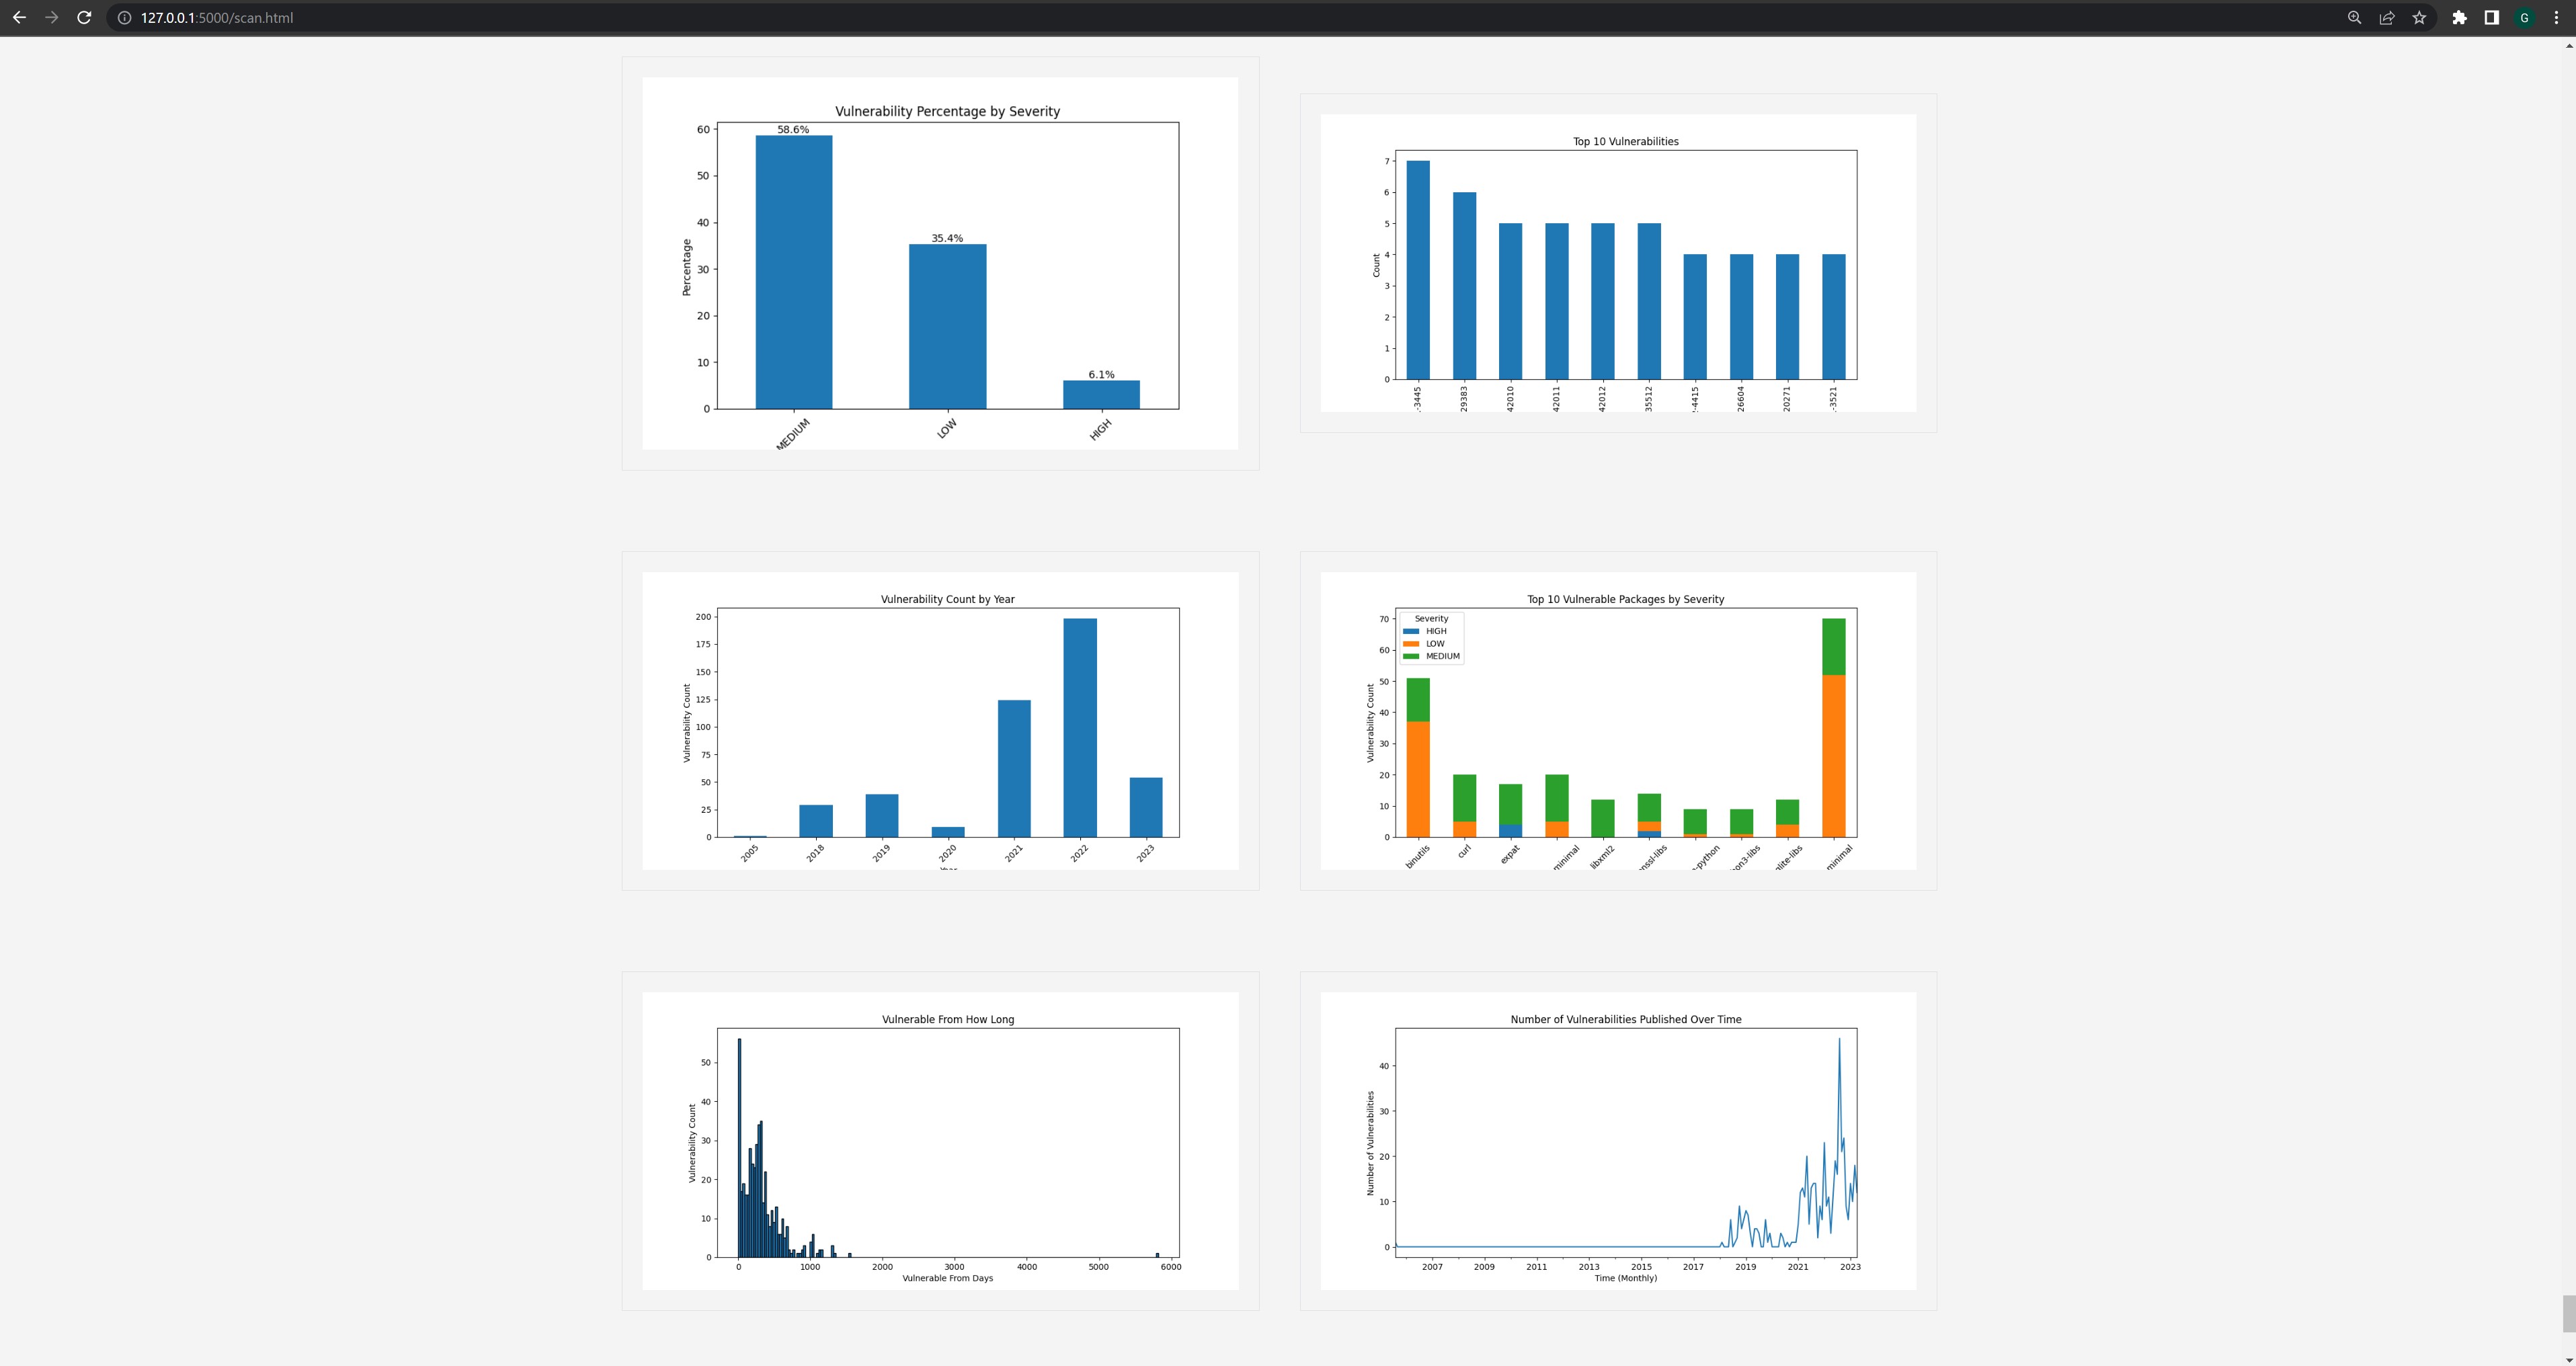 127.0.0.1:5000/scan.html
G
Vulnerability Percentage by Severity
Percentage
60
50
40
30
20
10
0
58.6%
35.4%
6.1%
MEDIUM
LOW
HIGH
Top 10 Vulnerabilities
Count
7
6
5
4
3
2
1
0
-3445
29383
42010
42011
42012
35512
-4415
26604
20271
-3521
Vulnerability Count by Year
Vulnerability Count
200
175
150
125
100
75
50
25
0
2005
2018
2019
2020
2021
2022
2023
Top 10 Vulnerable Packages by Severity
Vulnerability Count
70
60
50
40
30
20
10
0
Severity
HIGH
LOW
MEDIUM
binutils
curl
expat
minimal
libxml2
nssl-libs
-python
on3-libs
qlite-libs
minimal
Vulnerable From How Long
Vulnerability Count
50
40
30
20
10
0
0
1000
2000
3000
4000
5000
6000
Vulnerable From Days
Number of Vulnerabilities Published Over Time
Number of Vulnerabilities
40
30
20
10
0
2007
2009
2011
2013
2015
2017
2019
2021
2023
Time (Monthly)